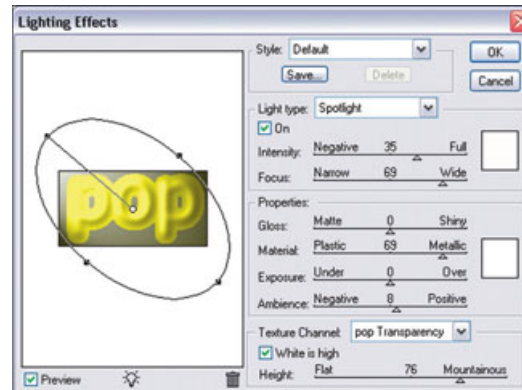 Lighting Effects
pop
Preview
Style: Default
Save... Delete
OK
Cancel
Light type: Spotlight
On
Intensity: Negative 35 Full
Focus: Narrow 69 Wide
Properties:
Gloss: Matte 0 Shiny
Material: Plastic 69 Metallic
Exposure: Under 0 Over
Ambience: Negative 8 Positive
Texture Channel: pop Transparency
White is high
Height: Flat 76 Mountainous